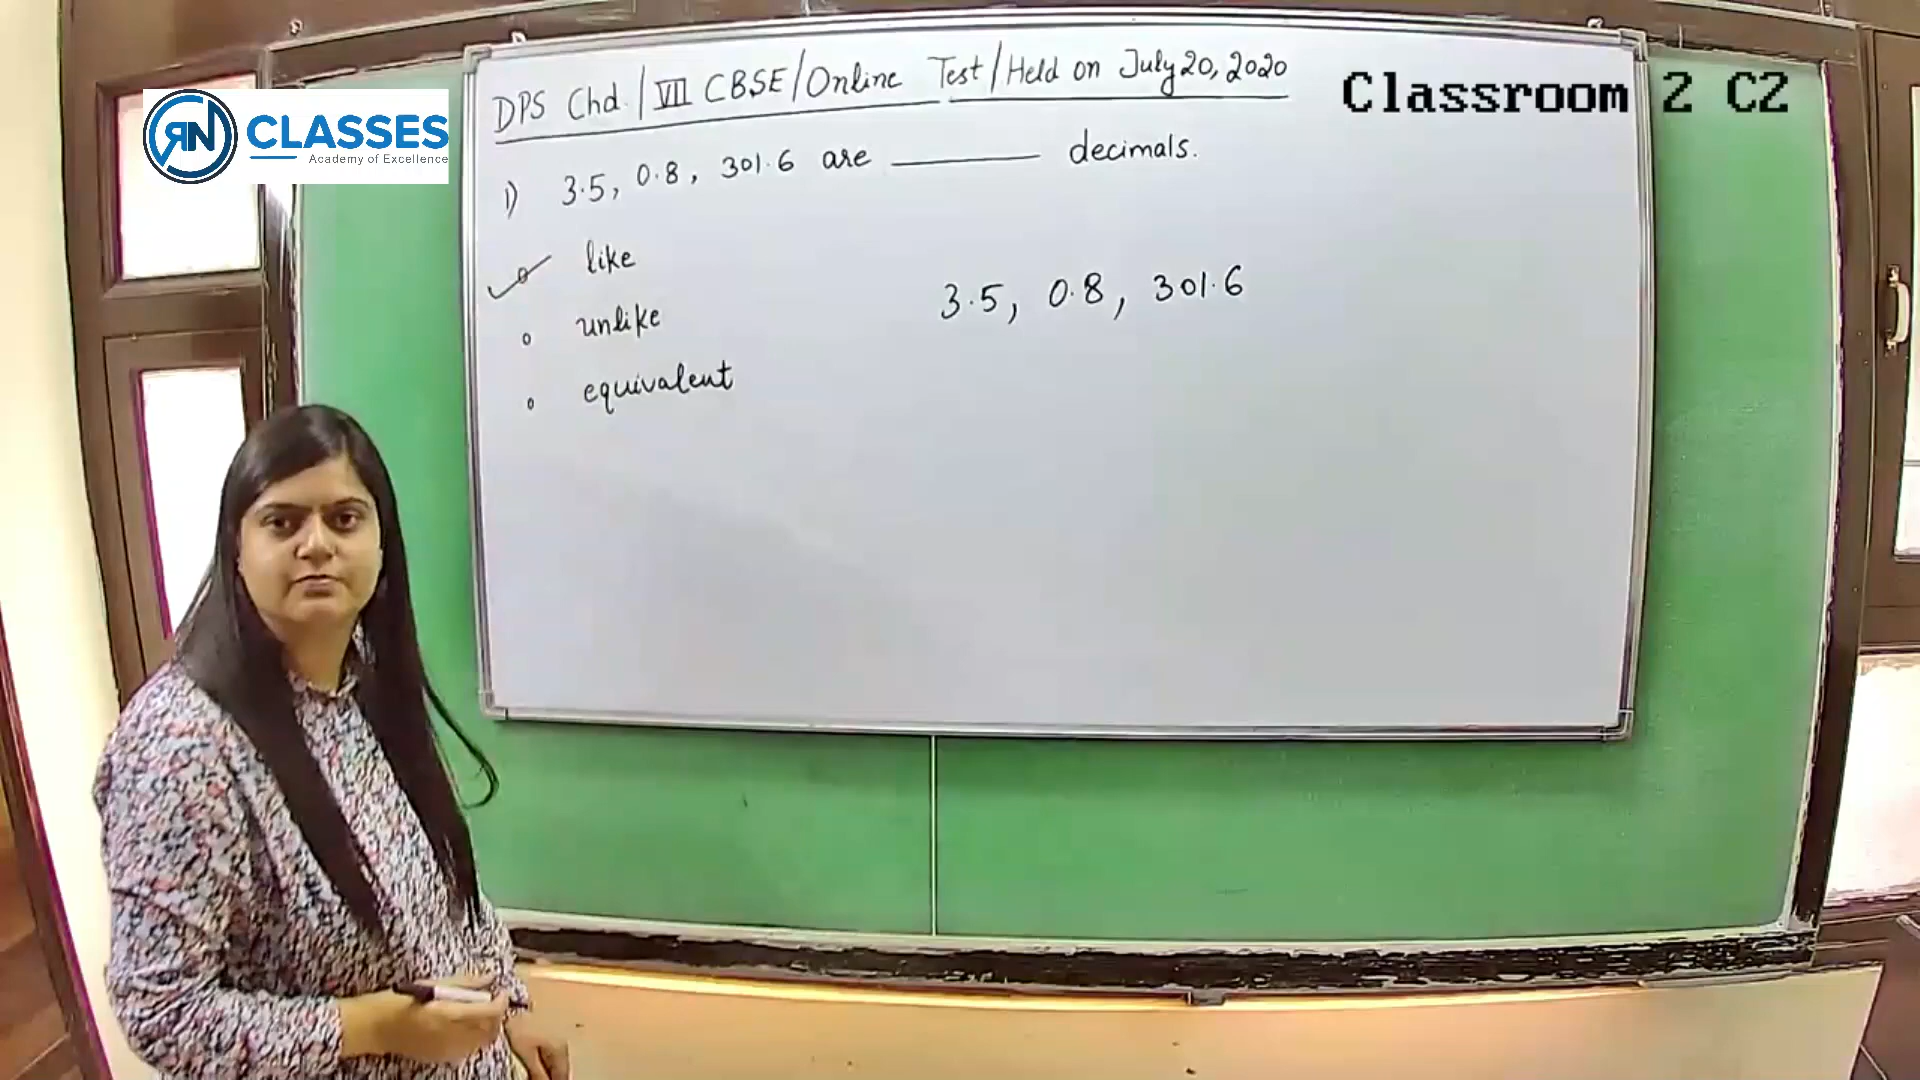 DPS Chd. / VII CBSE / Online Test / Held on July 20, 2020
Classroom 2 C2
RN CLASSES
Academy of Excellence
1) 3.5, 0.8, 301.6 are ________ decimals.
like
3.5, 0.8, 301.6
unlike
equivalent